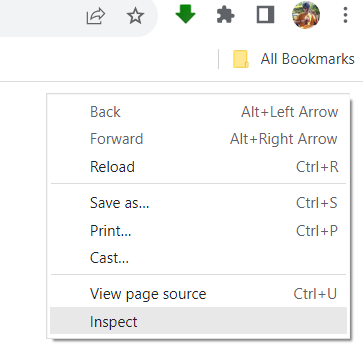 All Bookmarks
Back Alt+Left Arrow
Forward Alt+Right Arrow
Reload Ctrl+R
Save as... Ctrl+S
Print... Ctrl+P
Cast...
View page source Ctrl+U
Inspect